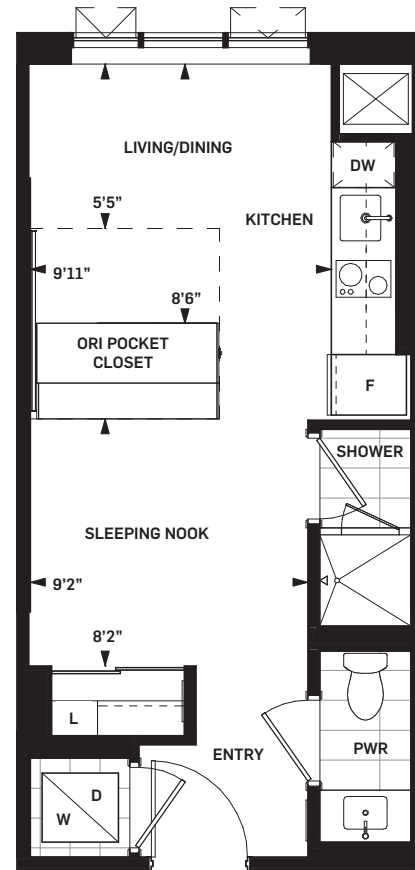 LIVING/DINING
DW
5’5”
KITCHEN
9’11”
8’6”
ORI POCKET
CLOSET
F
SHOWER
SLEEPING NOOK
9’2”
8’2”
L
ENTRY
PWR
D
W